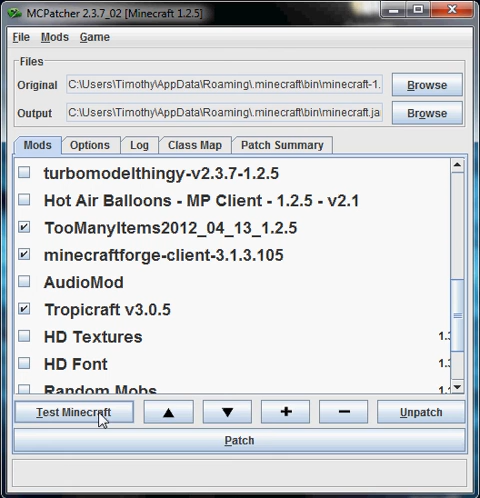 MCPatcher 2.3.7_02 [Minecraft 1.2.5]
File Mods Game
Files
Original C:\Users\Timothy\AppData\Roaming\.minecraft\bin\minecraft-1. Browse
Output C:\Users\Timothy\AppData\Roaming\.minecraft\bin\minecraft.ja Browse
Mods Options Log Class Map Patch Summary
turbomodelthingy-v2.3.7-1.2.5
Hot Air Balloons - MP Client - 1.2.5 - v2.1
TooManyItems2012_04_13_1.2.5
minecraftforge-client-3.1.3.105
AudioMod
Tropicraft v3.0.5
HD Textures 1.3
HD Font 1.3
Random Mobs
Test Minecraft Unpatch
Patch